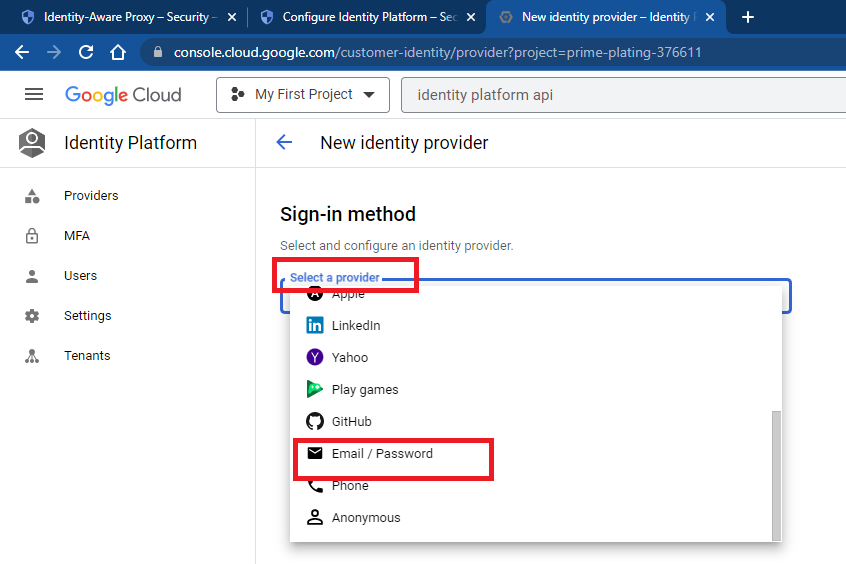 Identity-Aware Proxy – Security –
Configure Identity Platform – Sec
New identity provider – Identity P
console.cloud.google.com/customer-identity/provider?project=prime-plating-376611
Google Cloud
My First Project
identity platform api
Identity Platform
New identity provider
Providers
MFA
Users
Settings
Tenants
Sign-in method
Select and configure an identity provider.
Select a provider
Apple
LinkedIn
Yahoo
Play games
GitHub
Email / Password
Phone
Anonymous